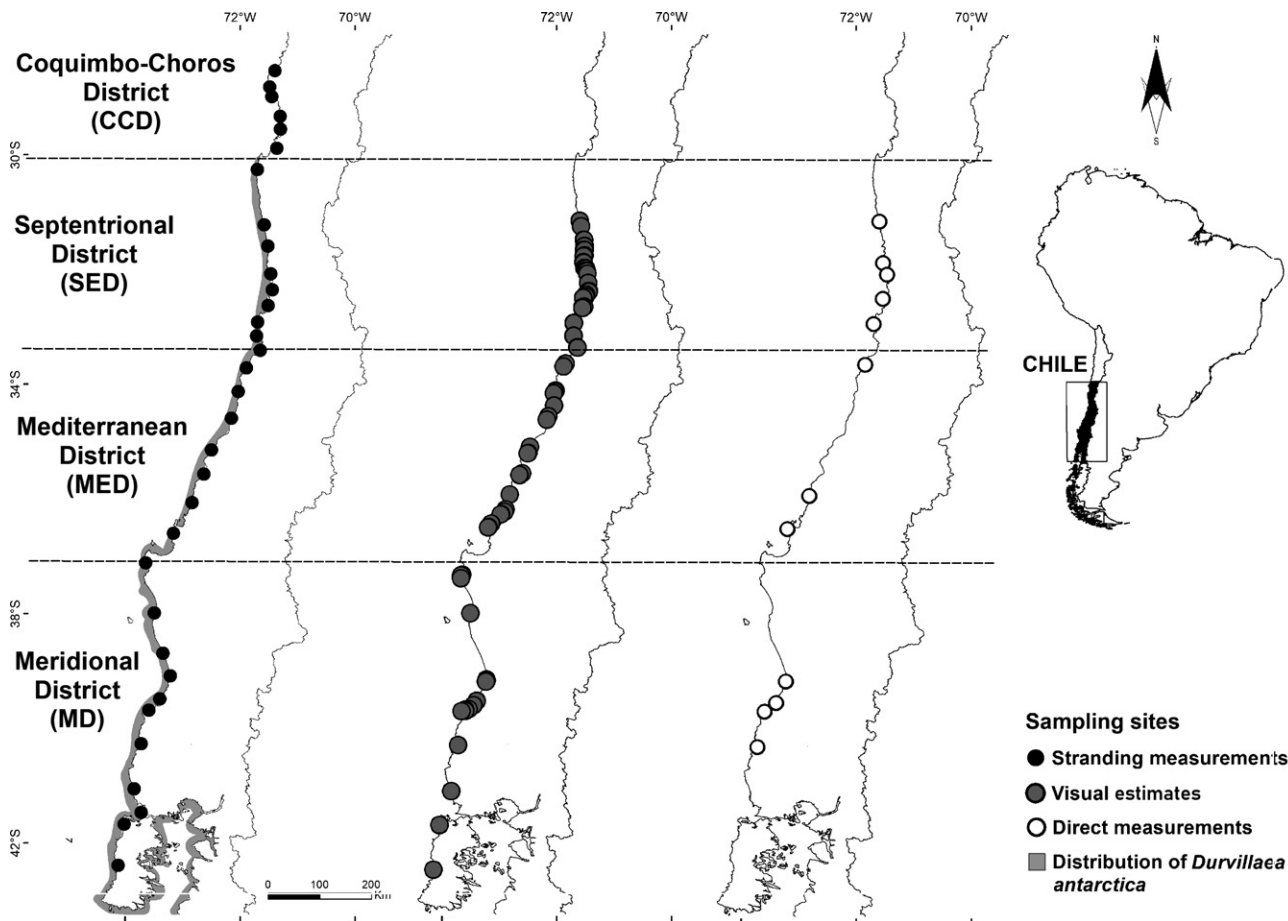 72°W 70°W 72°W 70°W 72°W 70°W
Coquimbo-Choros
District
(CCD)
30°S
Septentrional
District
(SED)
34°S
Mediterranean
District
(MED)
38°S
Meridional
District
(MD)
42°S
0 100 200
Km
N
S
CHILE
Sampling sites
Stranding measurements
Visual estimates
Direct measurements
Distribution of Durvillaea
antarctica